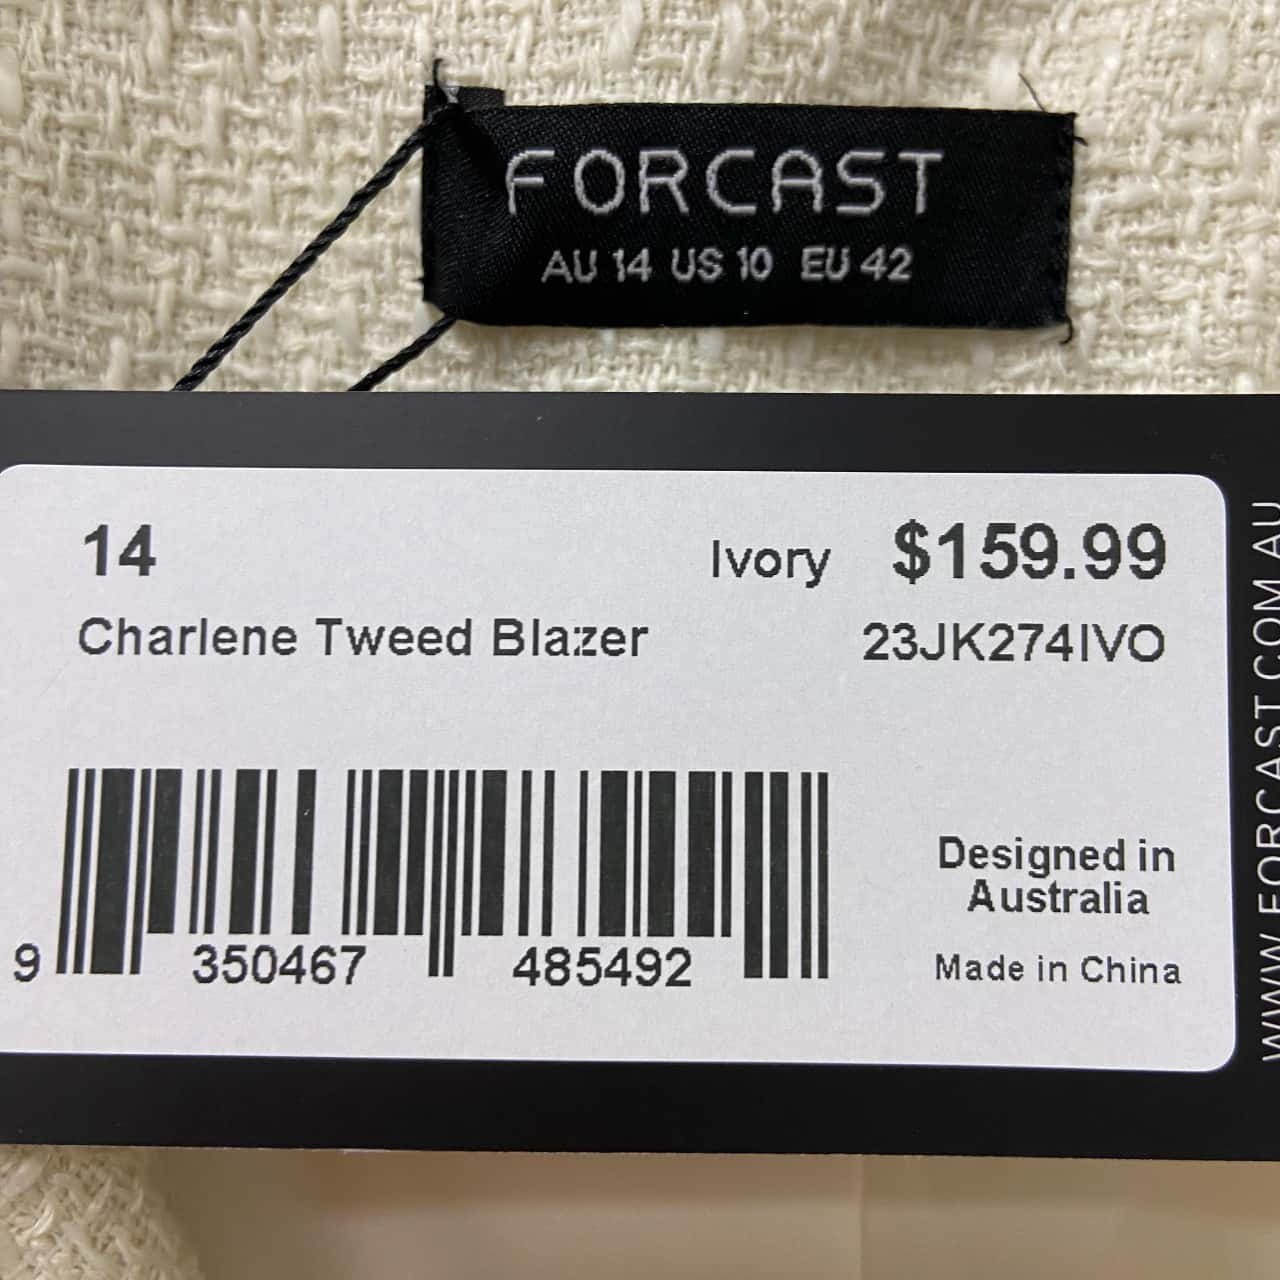 FORCAST
AU 14 US 10 EU 42
14 Ivory $159.99
Charlene Tweed Blazer 23JK274IVO
9 350467 485492
Designed in
Australia
Made in China
WWW.FORCAST.COM.AU